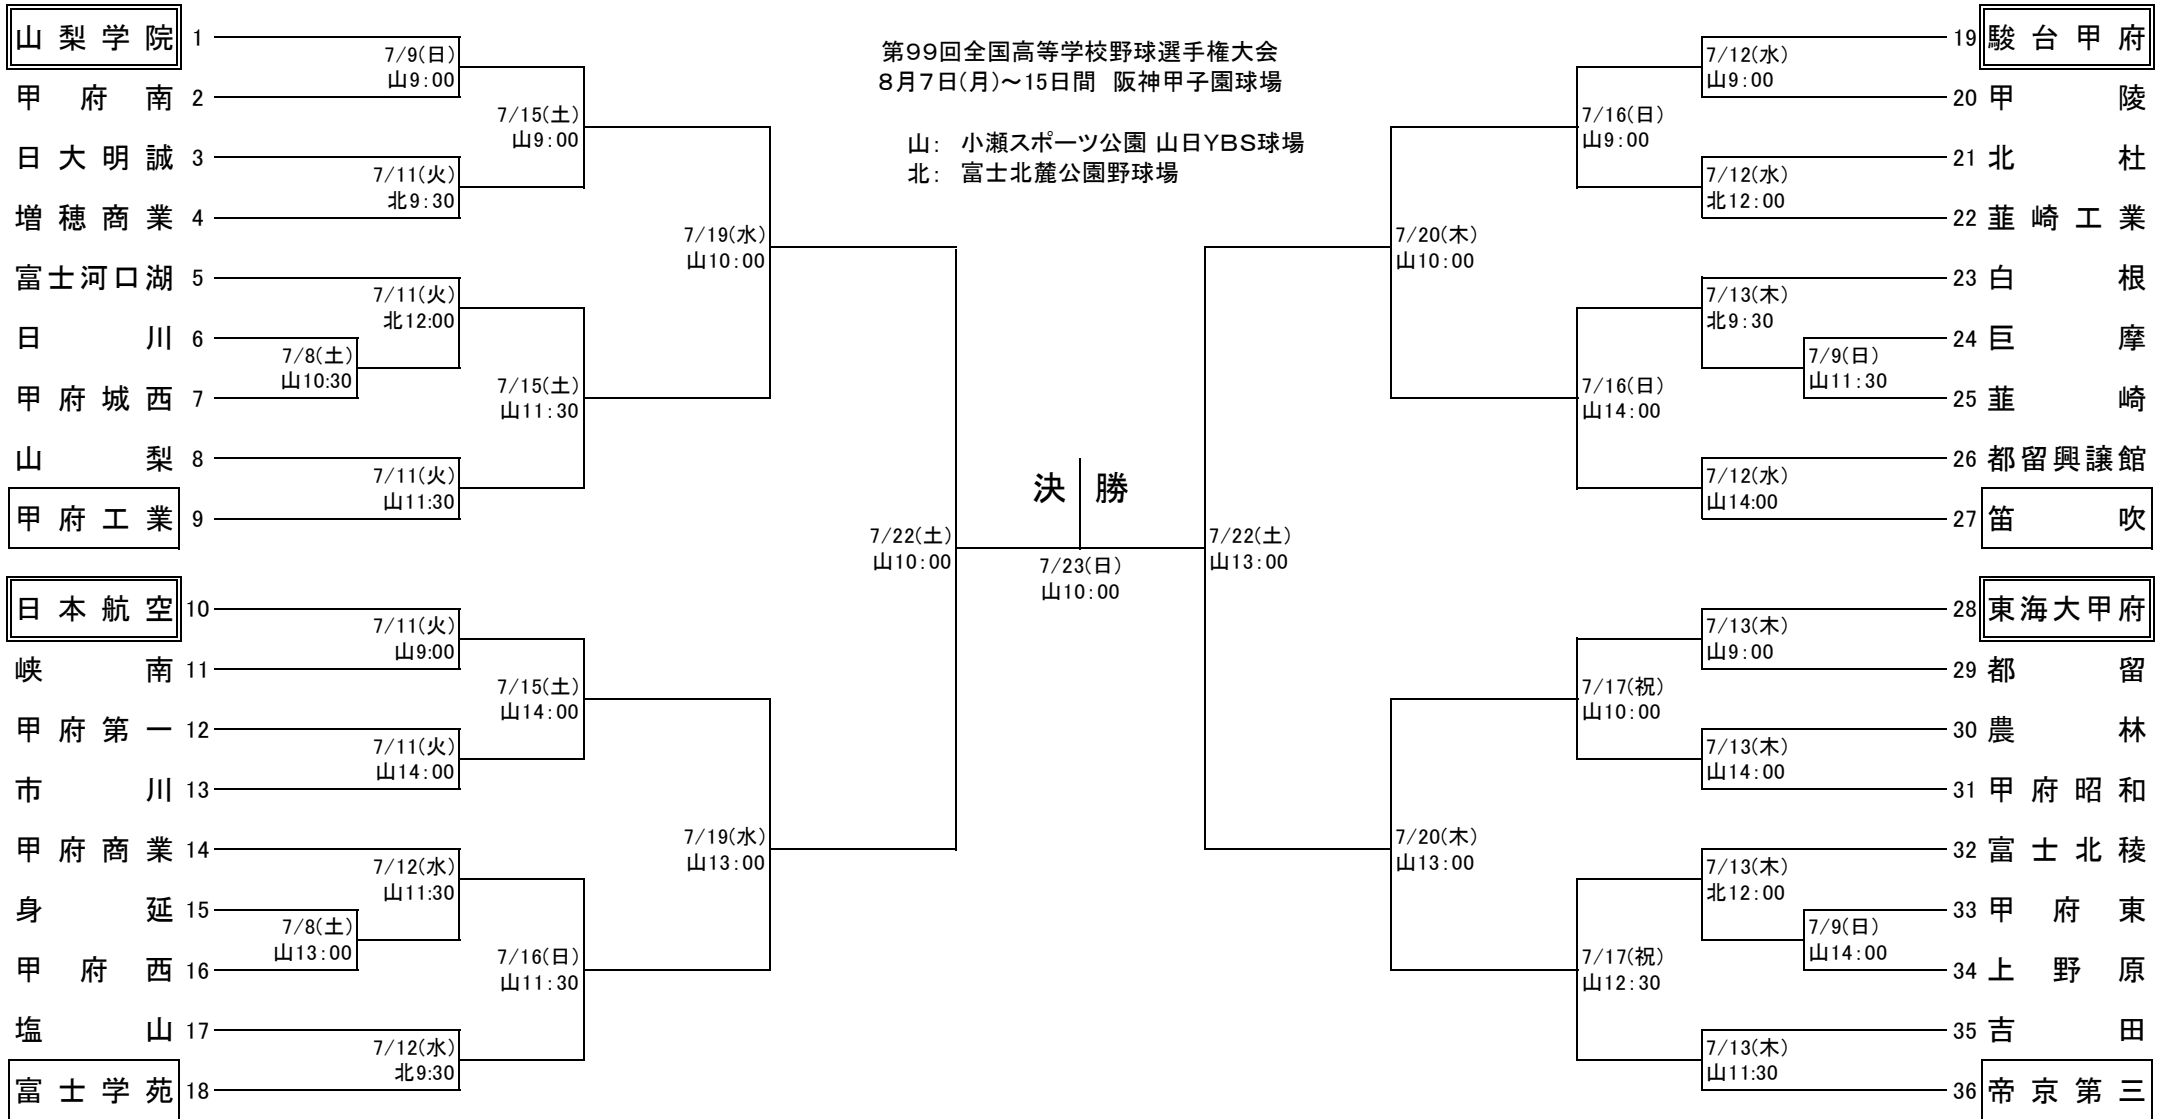 第99回全国高等学校野球選手権大会
8月7日(月)～15日間 阪神甲子園球場
山: 小瀬スポーツ公園 山日YBS球場
北: 富士北麓公園野球場
山梨学院 1
7/9(日)
山9:00
甲府南 2
7/15(土)
山9:00
日大明誠 3
7/11(火)
北9:30
増穂商業 4
7/19(水)
山10:00
富士河口湖 5
7/11(火)
北12:00
日川 6
7/8(土)
山10:30
甲府城西 7
7/15(土)
山11:30
山梨 8
7/11(火)
山11:30
甲府工業 9
7/22(土)
山10:00
日本航空 10
7/11(火)
山9:00
峡南 11
7/15(土)
山14:00
甲府第一 12
7/11(火)
山14:00
市川 13
7/19(水)
山13:00
甲府商業 14
7/12(水)
山11:30
身延 15
7/8(土)
山13:00
甲府西 16
7/16(日)
山11:30
塩山 17
7/12(水)
北9:30
富士学苑 18
決勝
7/23(日)
山10:00
19 駿台甲府
7/12(水)
山9:00
20 甲陵
7/16(日)
山9:00
21 北杜
7/12(水)
北12:00
22 韮崎工業
7/20(木)
山10:00
23 白根
7/13(木)
北9:30
24 巨摩
7/9(日)
山11:30
25 韮崎
7/16(日)
山14:00
26 都留興譲館
7/12(水)
山14:00
27 笛吹
7/22(土)
山13:00
28 東海大甲府
7/13(木)
山9:00
29 都留
7/17(祝)
山10:00
30 農林
7/13(木)
山14:00
31 甲府昭和
7/20(木)
山13:00
32 富士北稜
7/13(木)
北12:00
33 甲府東
7/9(日)
山14:00
34 上野原
7/17(祝)
山12:30
35 吉田
7/13(木)
山11:30
36 帝京第三